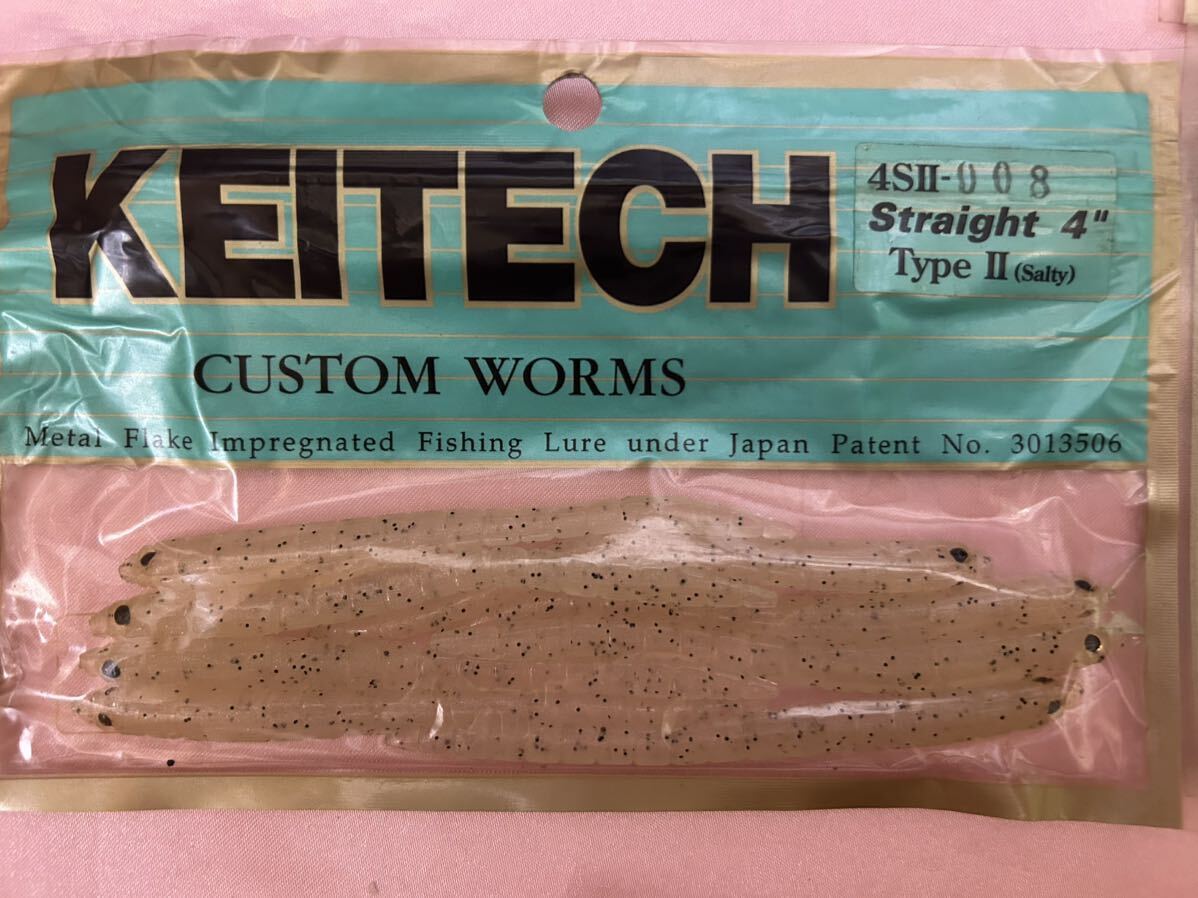 KEITECH
4SII-008
Straight 4"
Type II (Salty)
CUSTOM WORMS
Metal Flake Impregnated Fishing Lure under Japan Patent No. 3013506